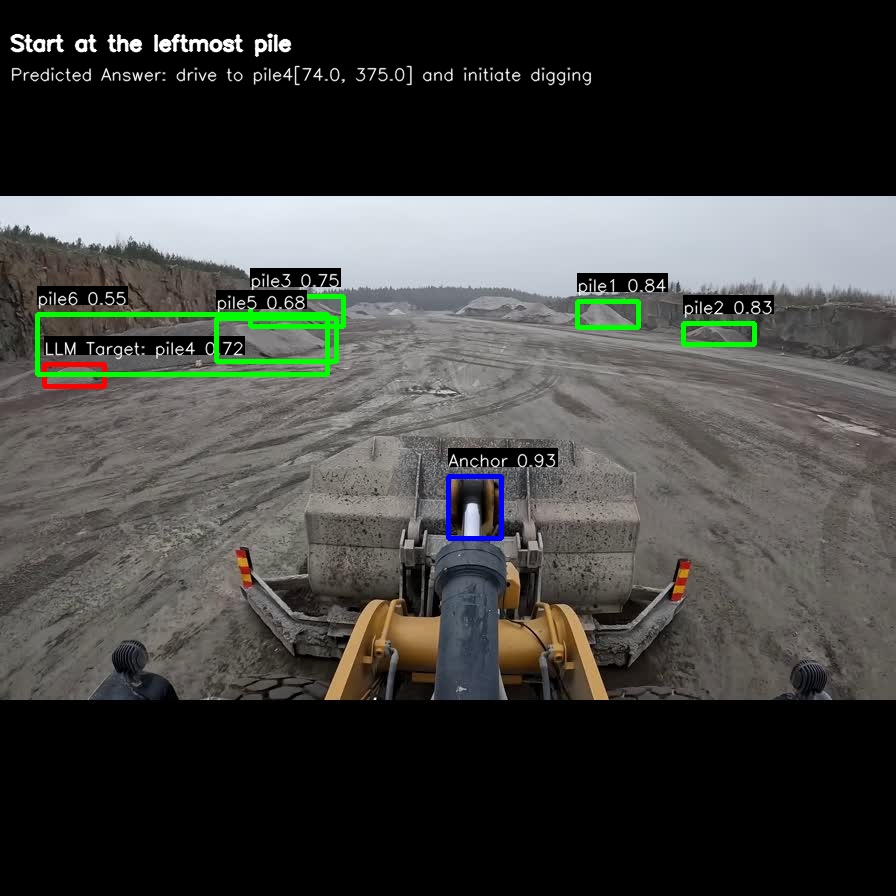 Start at the leftmost pile
Predicted Answer: drive to pile4[74.0, 375.0] and initiate digging
pile3 0.75
pile1 0.84
pile6 0.55
pile5 0.68
pile2 0.83
LLM Target: pile4 0.72
Anchor 0.93